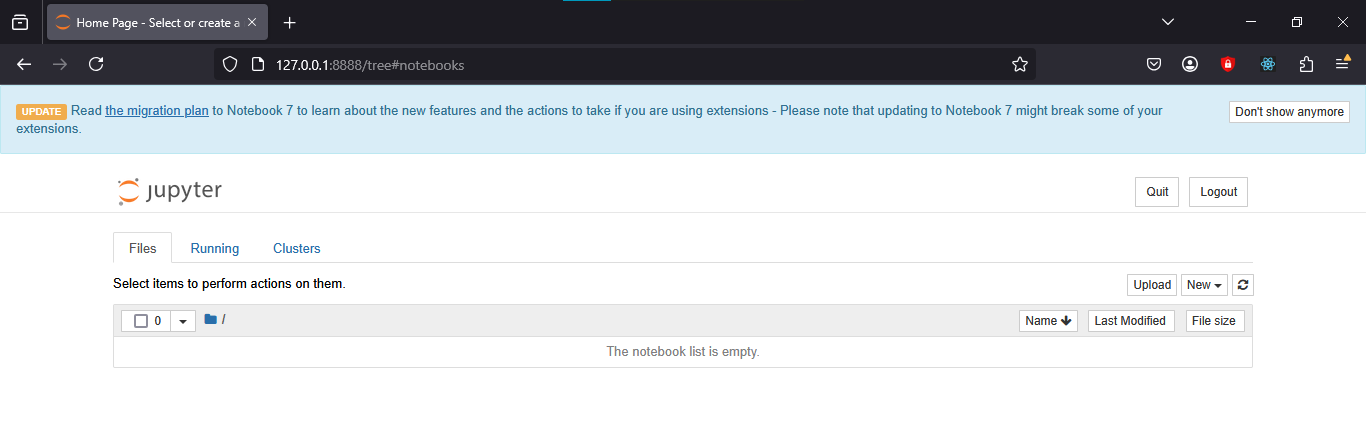 Home Page - Select or create a
127.0.0.1:8888/tree#notebooks
UPDATE Read the migration plan to Notebook 7 to learn about the new features and the actions to take if you are using extensions - Please note that updating to Notebook 7 might break some of your
extensions.
Don't show anymore
jupyter
Quit
Logout
Files
Running
Clusters
Select items to perform actions on them.
Upload
New
0
/
Name
Last Modified
File size
The notebook list is empty.